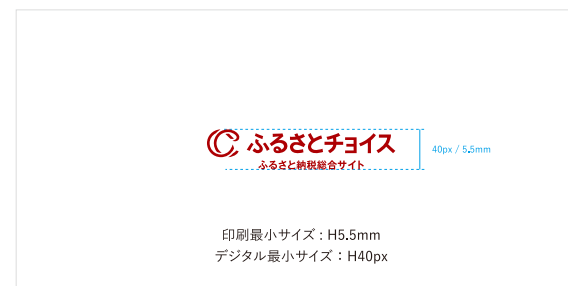 ふるさとチョイス
ふるさと納税総合サイト
40px / 5.5mm
印刷最小サイズ : H5.5mm
デジタル最小サイズ : H40px